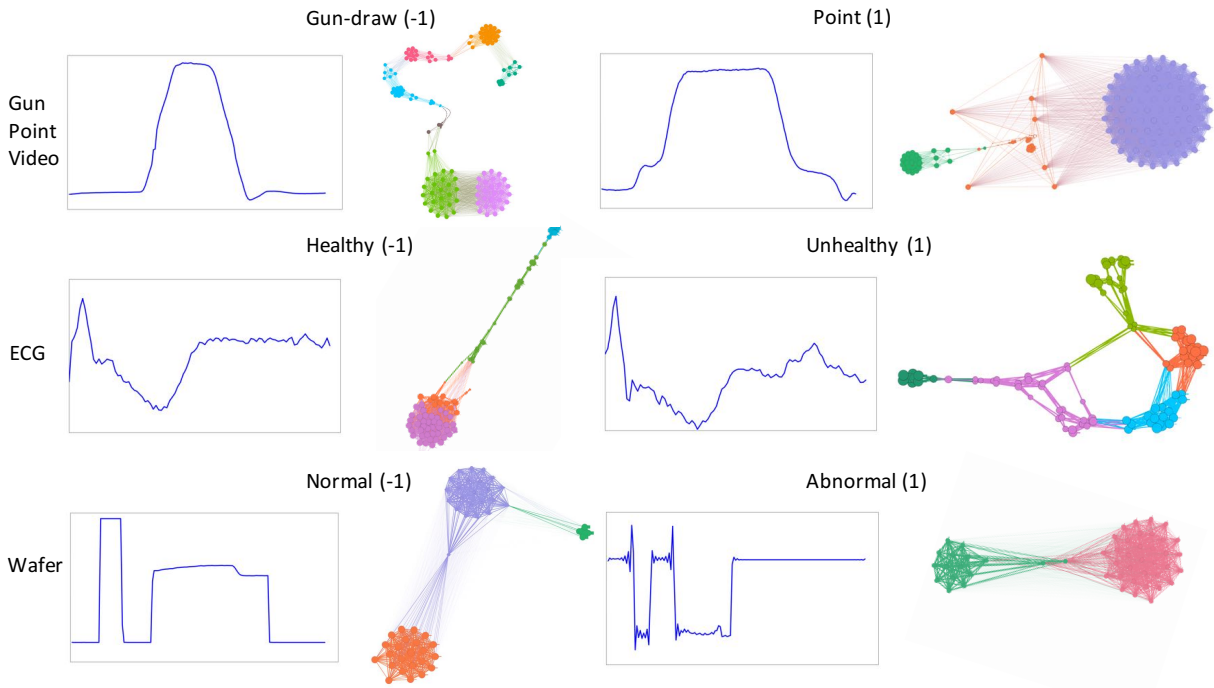 Gun-draw (-1)
Point (1)
Gun
Point
Video
Healthy (-1)
Unhealthy (1)
ECG
Normal (-1)
Abnormal (1)
Wafer